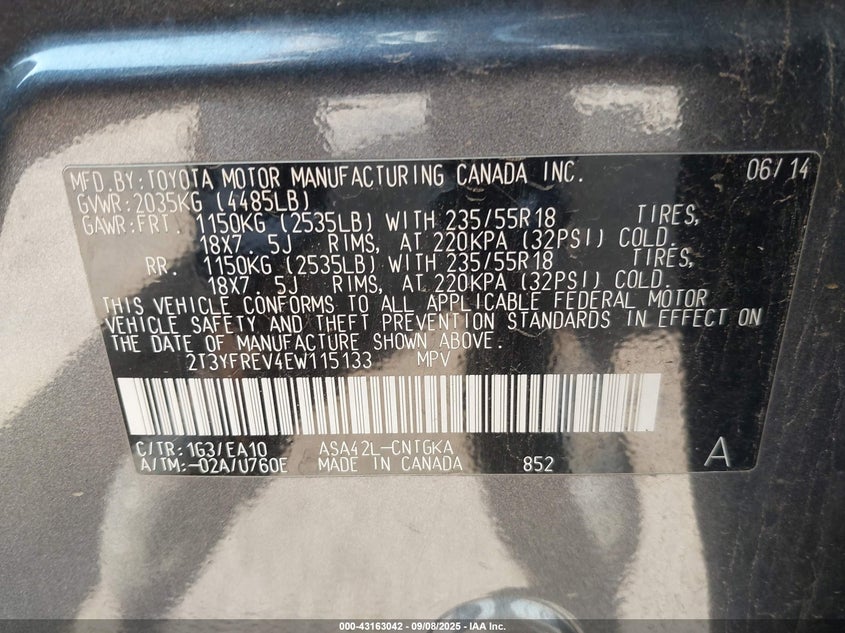 MFD.BY:TOYOTA MOTOR MANUFACTURING CANADA INC. 06/14
GVWR:2035KG (4485LB)
GAWR:FRT. 1150KG (2535LB) WITH 235/55R18 TIRES,
18X7 5J RIMS, AT 220KPA (32PSI) COLD.
RR. 1150KG (2535LB) WITH 235/55R18 TIRES,
18X7 5J RIMS, AT 220KPA (32PSI) COLD.
THIS VEHICLE CONFORMS TO ALL APPLICABLE FEDERAL MOTOR
VEHICLE SAFETY AND THEFT PREVENTION STANDARDS IN EFFECT ON
THE DATE OF MANUFACTURE SHOWN ABOVE.
2T3YFREV4EW115133 MPV
C/TR:1G3/EA10 ASA42L-CNTGKA
A/TM:-02A/U760E MADE IN CANADA 852 A
000-43163042 - 09/08/2025 - IAA Inc.